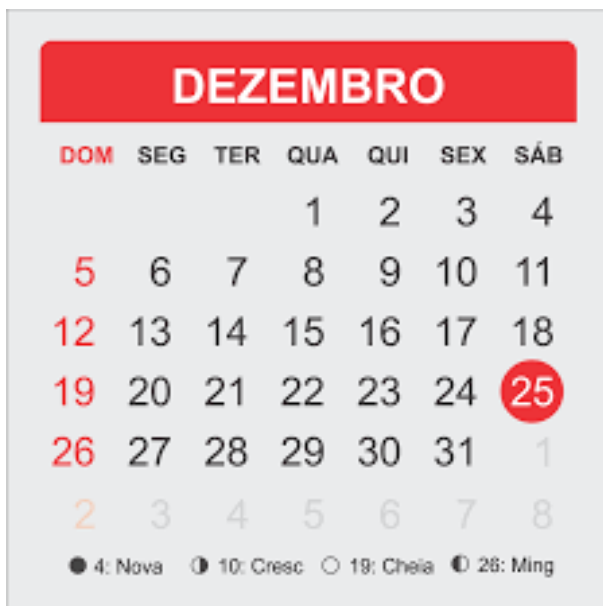 DEZEMBRO
DOM SEG TER QUA QUI SEX SÁB
1 2 3 4
5 6 7 8 9 10 11
12 13 14 15 16 17 18
19 20 21 22 23 24 25
26 27 28 29 30 31 1
2 3 4 5 6 7 8
4: Nova 10: Cresc 19: Cheia 26: Ming